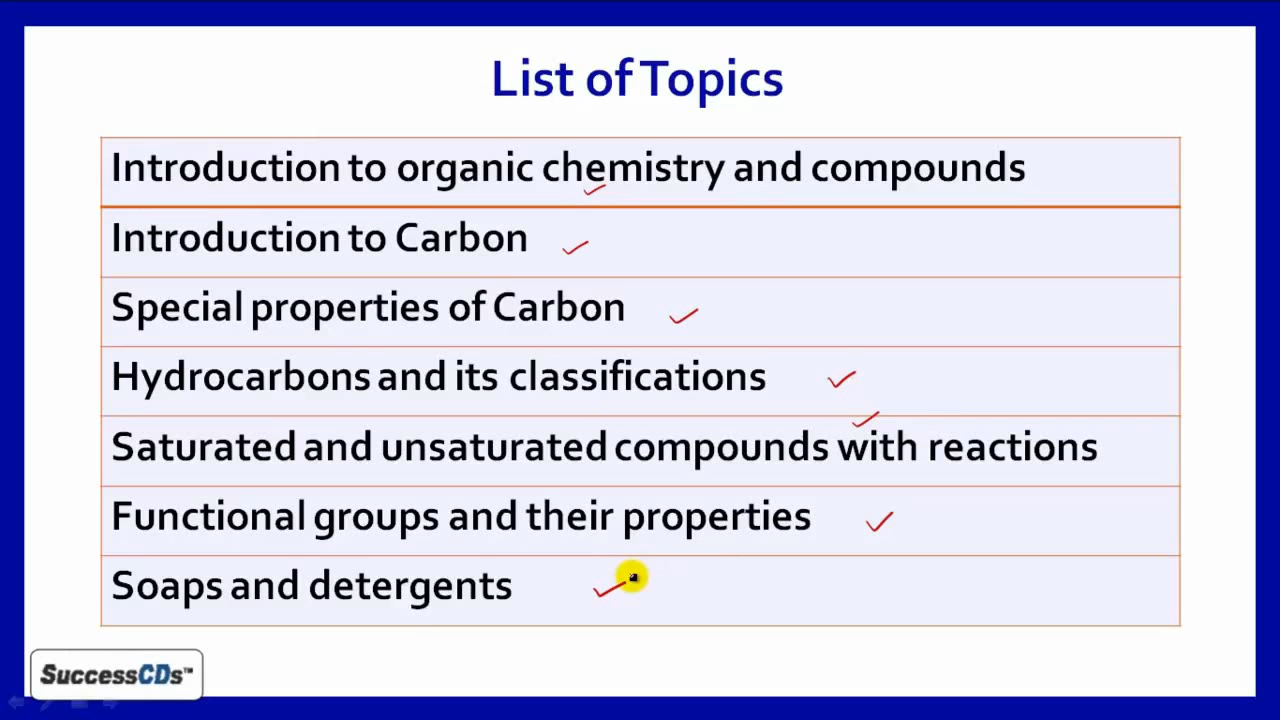 List of Topics
Introduction to organic chemistry and compounds
Introduction to Carbon
Special properties of Carbon
Hydrocarbons and its classifications
Saturated and unsaturated compounds with reactions
Functional groups and their properties
Soaps and detergents
SuccessCDs™